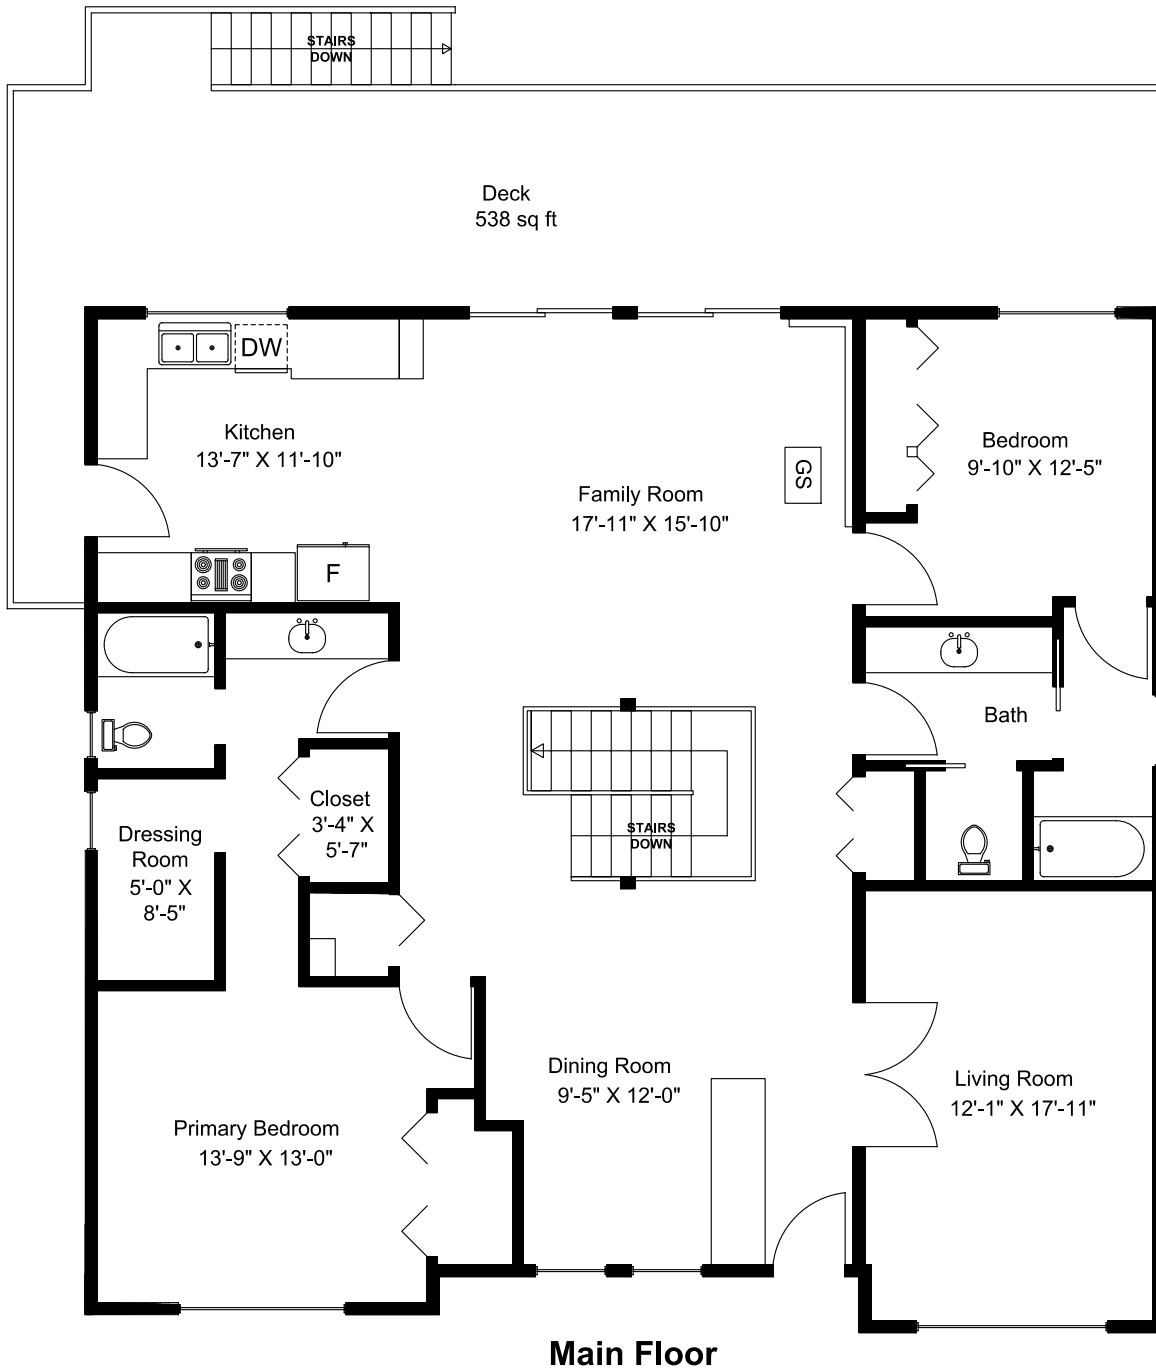 STAIRS
DOWN
Deck
538 sq ft
DW
Kitchen
13'-7" X 11'-10"
Bedroom
9'-10" X 12'-5"
GS
Family Room
17'-11" X 15'-10"
F
Bath
Closet
3'-4" X
5'-7"
Dressing
Room
5'-0" X
8'-5"
STAIRS
DOWN
Dining Room
9'-5" X 12'-0"
Living Room
12'-1" X 17'-11"
Primary Bedroom
13'-9" X 13'-0"
Main Floor